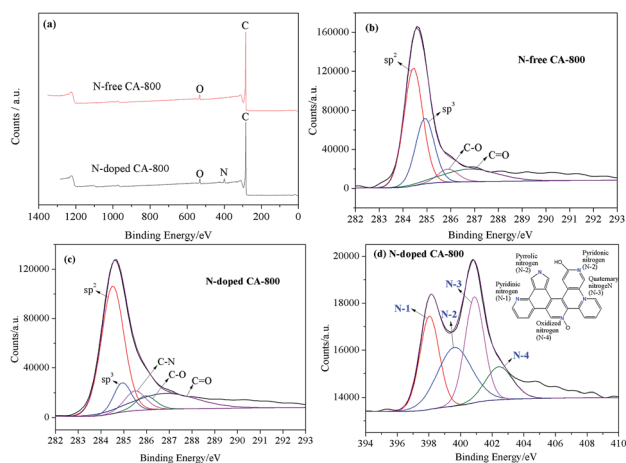 (a)
C
N-free CA-800
O
C
N-doped CA-800
O
N
Counts / a.u.
1400 1200 1000 800 600 400 200 0
Binding Energy/eV
(b)
N-free CA-800
sp2
sp3
C-O
C=O
160000
120000
80000
40000
0
Counts/a.u.
282 283 284 285 286 287 288 289 290 291 292 293
Binding Energy/eV
(c)
N-doped CA-800
sp2
sp3
C-N
C-O
C=O
120000
80000
40000
0
Counts/a.u.
282 283 284 285 286 287 288 289 290 291 292 293
Binding Energy/eV
(d) N-doped CA-800
N-1
N-2
N-3
N-4
Pyrrolic
nitrogen
(N-2)
HO
Pyridonic
nitrogen
(N-2)
Quaternary
nitrogeN
(N-3)
Pyridinic
nitrogen
(N-1)
Oxidized
nitrogen
(N-4)
N
N
N
N
N
O
20000
18000
16000
14000
Counts/a.u.
394 396 398 400 402 404 406 408 410
Binding Energy/eV